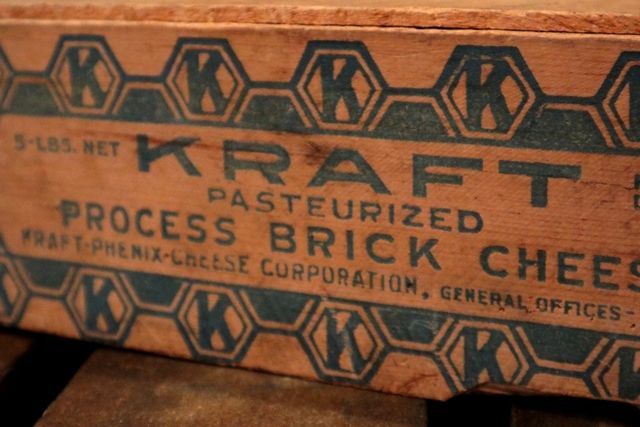 K K K K K
5-LBS. NET KRAFT
PASTEURIZED
PROCESS BRICK CHEES
KRAFT-PHENIX-CHEESE CORPORATION, GENERAL OFFICES-
K K K K K